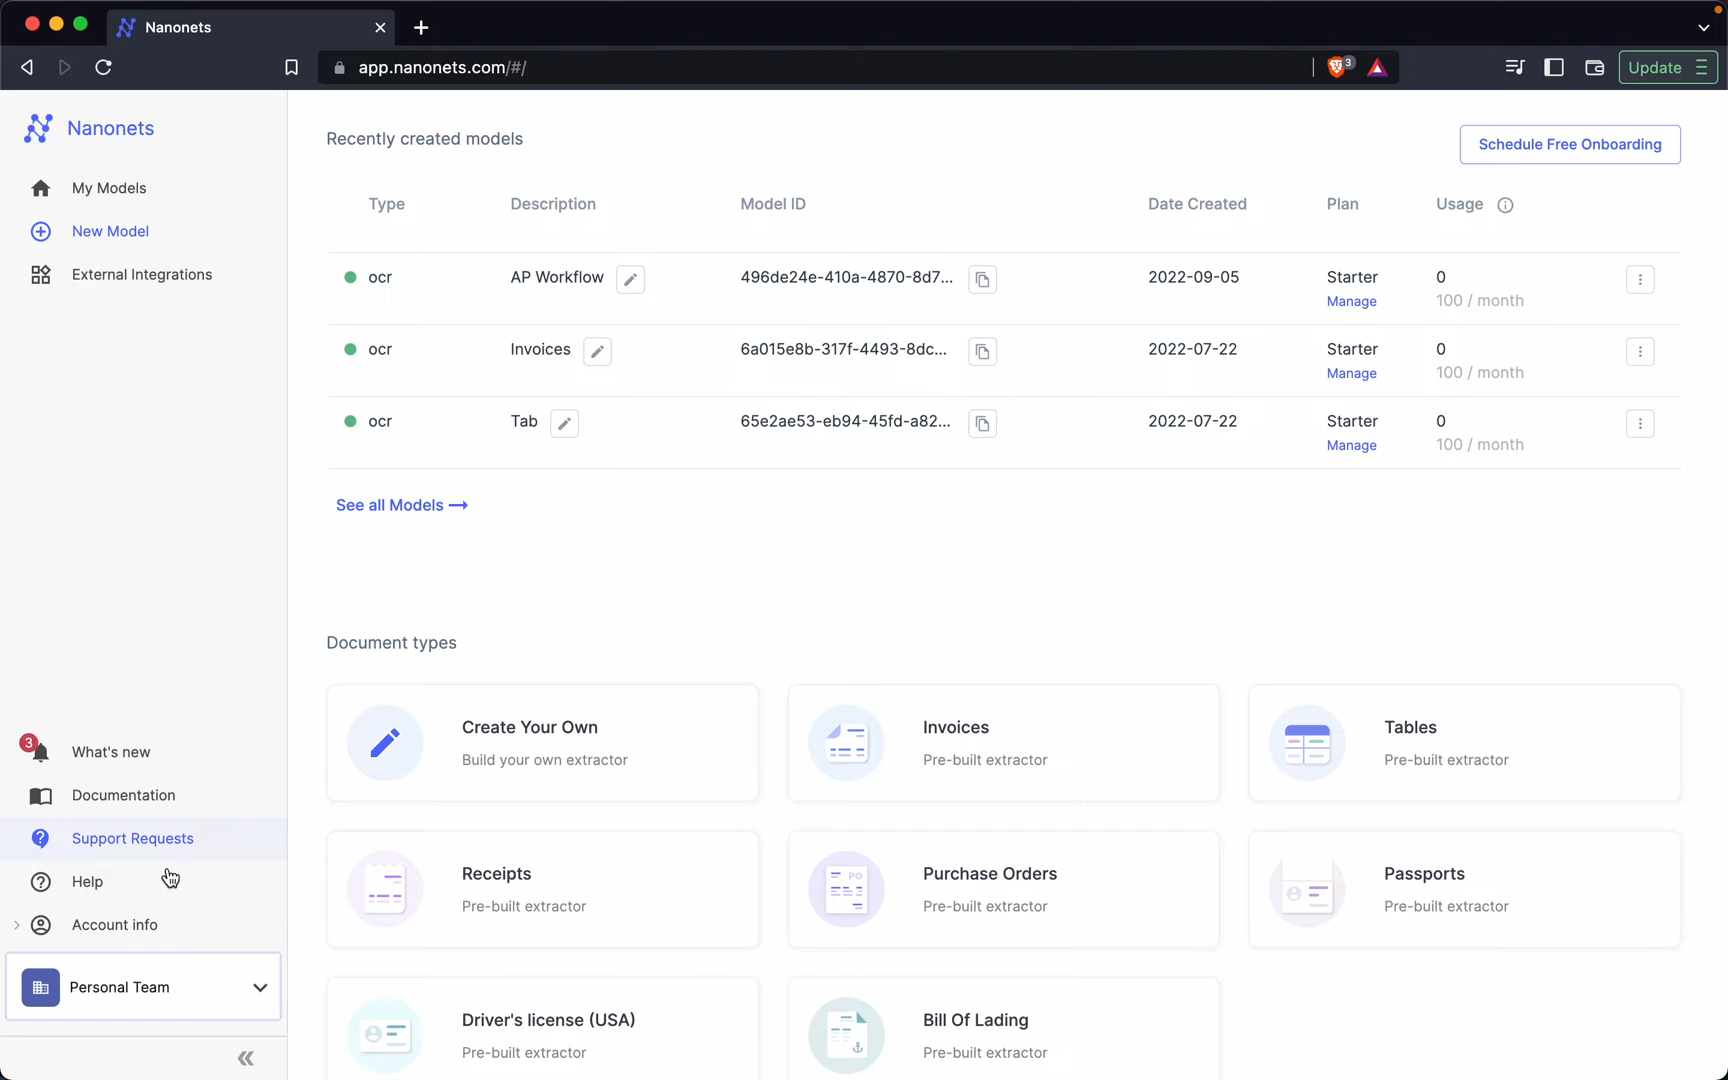 Nanonets
app.nanonets.com/#/
3
Update
Nanonets
My Models
New Model
External Integrations
What's new
3
Documentation
Support Requests
Help
Account info
Personal Team
Recently created models
Schedule Free Onboarding
Type Description Model ID Date Created Plan Usage
ocr AP Workflow 496de24e-410a-4870-8d7... 2022-09-05 Starter 0
Manage 100 / month
ocr Invoices 6a015e8b-317f-4493-8dc... 2022-07-22 Starter 0
Manage 100 / month
ocr Tab 65e2ae53-eb94-45fd-a82... 2022-07-22 Starter 0
Manage 100 / month
See all Models
Document types
Create Your Own
Build your own extractor
Invoices
Pre-built extractor
Tables
Pre-built extractor
Receipts
Pre-built extractor
PO
Purchase Orders
Pre-built extractor
Passports
Pre-built extractor
Driver's license (USA)
Pre-built extractor
Bill Of Lading
Pre-built extractor